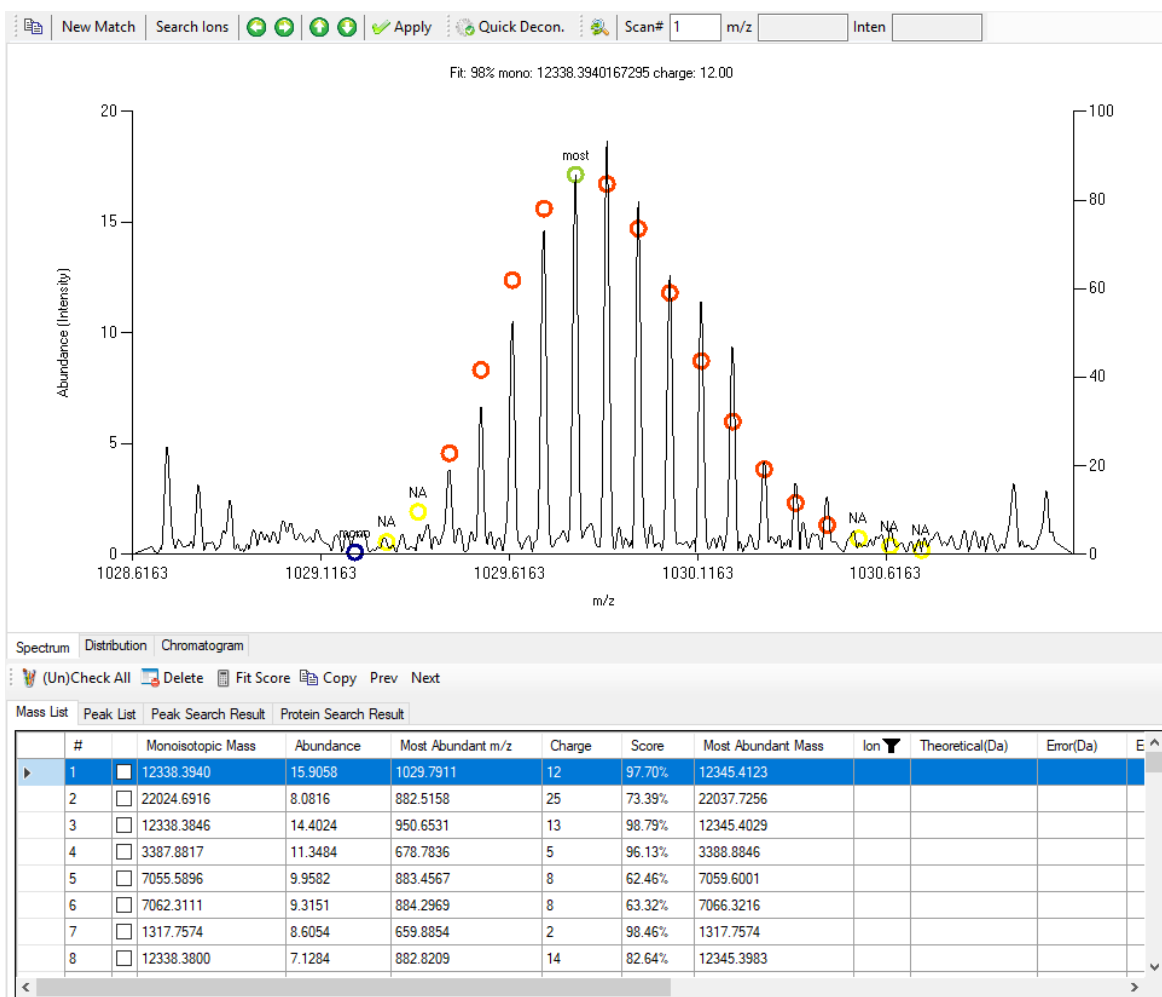 New Match Search Ions Apply Quick Decon. Scan# 1 m/z Inten
Fit: 98% mono: 12338.3940167295 charge: 12.00
20 100
most
80
15
60
Abundance (Intensity)
10
40
5
20
NA
NA
NA
mono
NA
NA
0 0
1028.6163 1029.1163 1029.6163 1030.1163 1030.6163
m/z
Spectrum Distribution Chromatogram
(Un)Check All Delete Fit Score Copy Prev Next
Mass List Peak List Peak Search Result Protein Search Result
# Monoisotopic Mass Abundance Most Abundant m/z Charge Score Most Abundant Mass Ion Theoretical(Da) Error(Da) E
1 12338.3940 15.9058 1029.7911 12 97.70% 12345.4123
2 22024.6916 8.0816 882.5158 25 73.39% 22037.7256
3 12338.3846 14.4024 950.6531 13 98.79% 12345.4029
4 3387.8817 11.3484 678.7836 5 96.13% 3388.8846
5 7055.5896 9.9582 883.4567 8 62.46% 7059.6001
6 7062.3111 9.3151 884.2969 8 63.32% 7066.3216
7 1317.7574 8.6054 659.8854 2 98.46% 1317.7574
8 12338.3800 7.1284 882.8209 14 82.64% 12345.3983